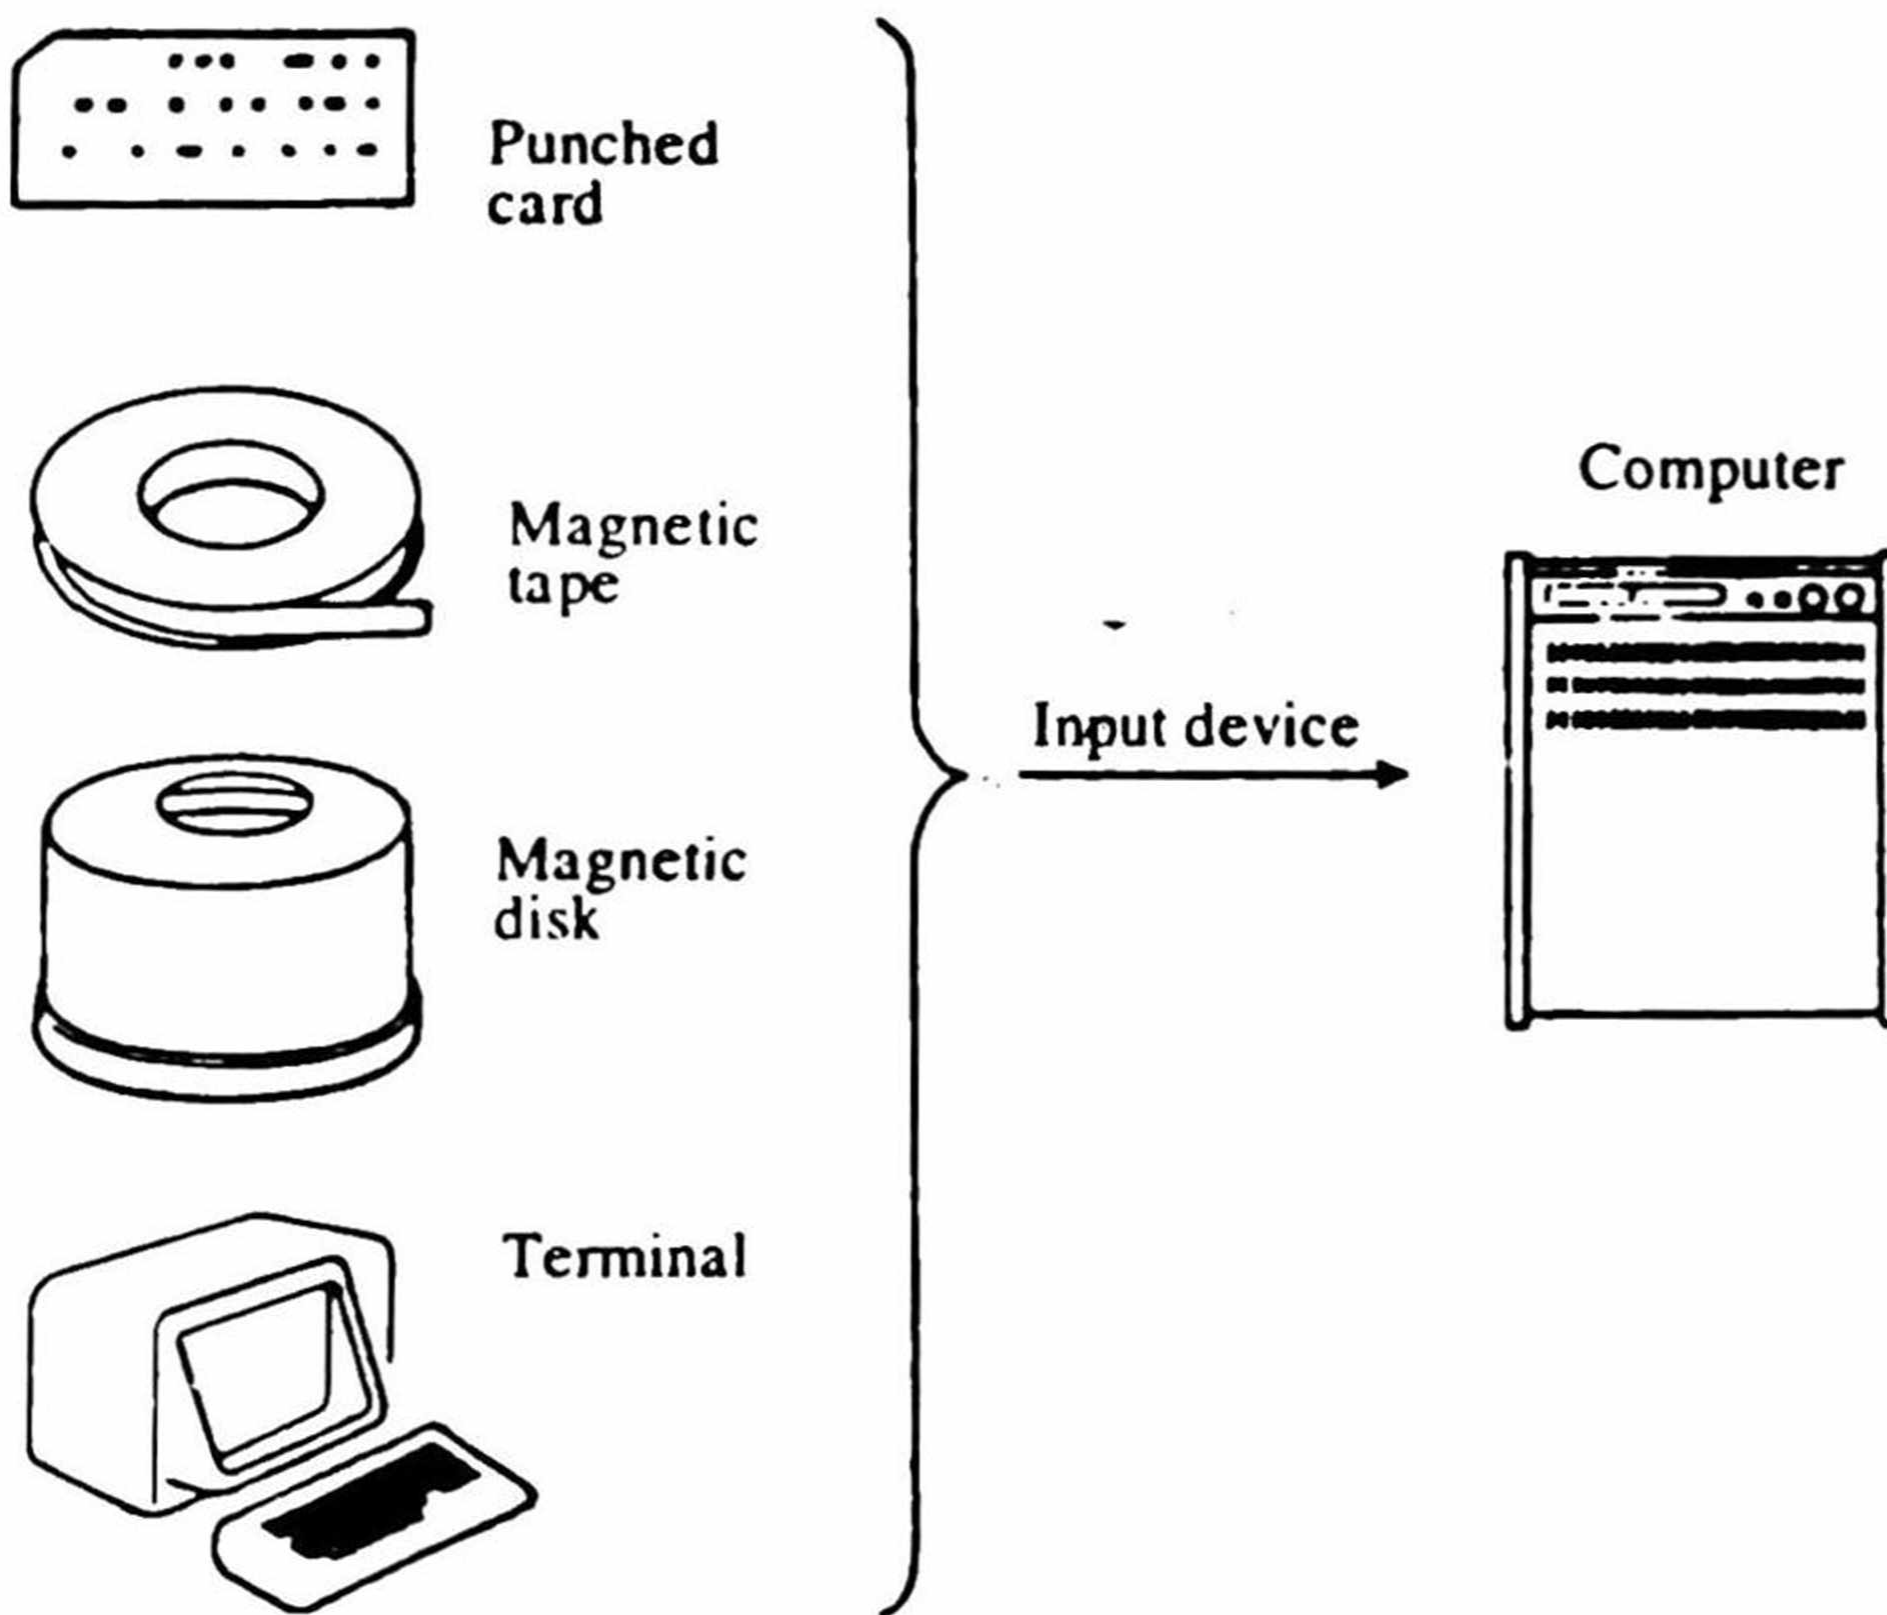 Punched
card
Magnetic
tape
Magnetic
disk
Terminal
Input device
Computer